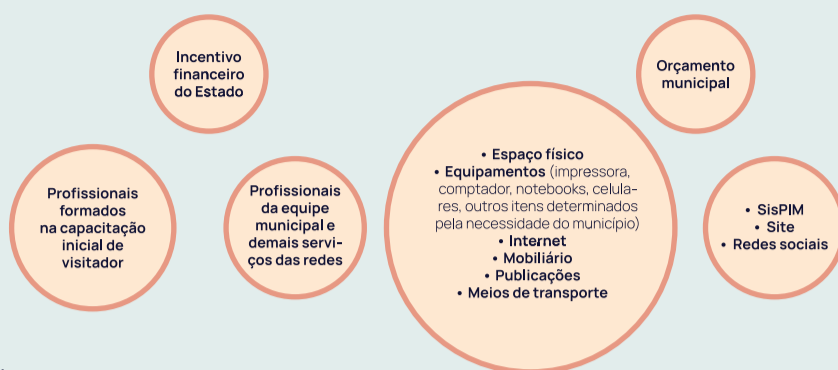 Incentivo
financeiro
do Estado
Orçamento
municipal
Profissionais
formados
na capacitação
inicial de
visitador
Profissionais
da equipe
municipal e
demais servi-
ços das redes
• Espaço físico
• Equipamentos (impressora,
comptador, notebooks, celula-
res, outros itens determinados
pela necessidade do município)
• Internet
• Mobiliário
• Publicações
• Meios de transporte
• SisPIM
• Site
• Redes sociais